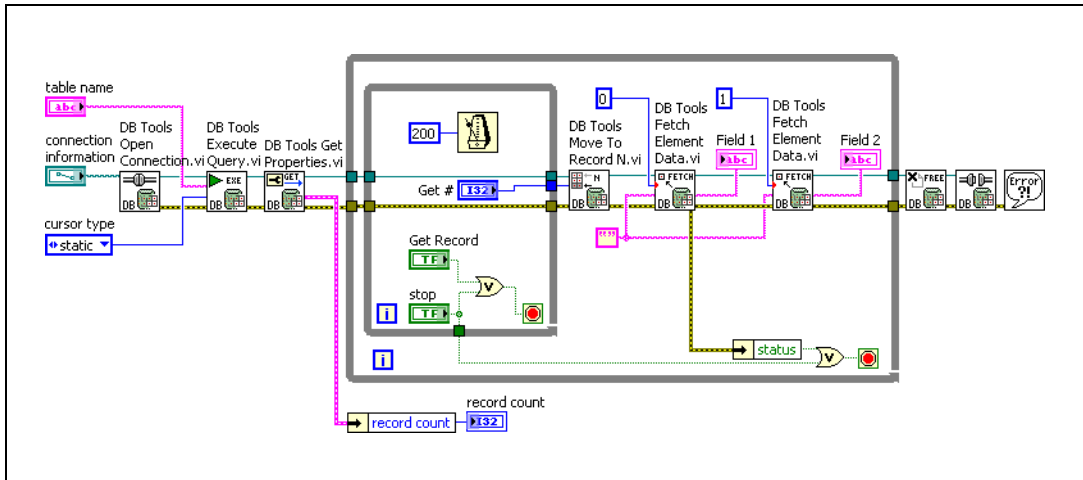 table name
abc
connection
information
DB Tools
Open
Connection.vi
DB
DB Tools
Execute
Query.vi
EXE
DB
DB Tools Get
Properties.vi
GET
DB
cursor type
static
200
Get #
I32
Get Record
TF
stop
TF
V
i
i
DB Tools
Move To
Record N.vi
N
DB
0
DB Tools
Fetch
Element
Data.vi
FETCH
DB
Field 1
abc
""
1
DB Tools
Fetch
Element
Data.vi
FETCH
DB
Field 2
abc
status
V
FREE
DB
DB
Error
?!
record count
record count
I32